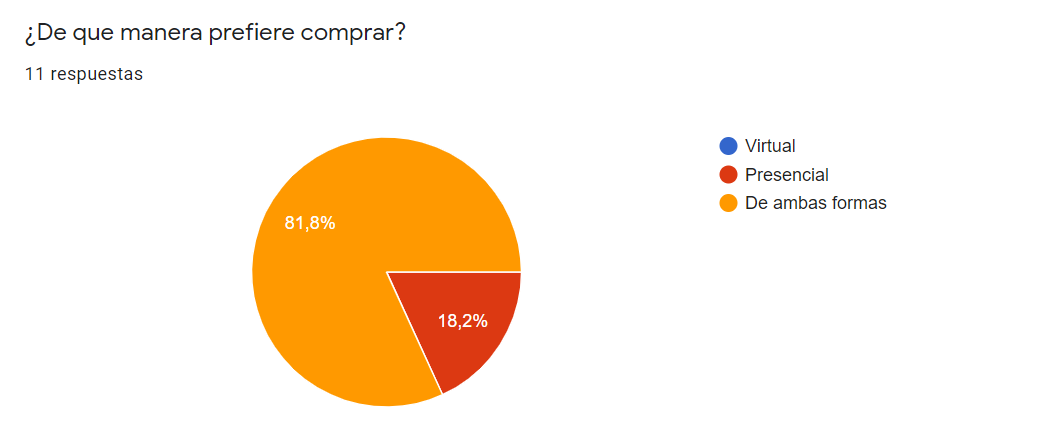 ¿De que manera prefiere comprar?
11 respuestas
Virtual
Presencial
De ambas formas
81,8%
18,2%